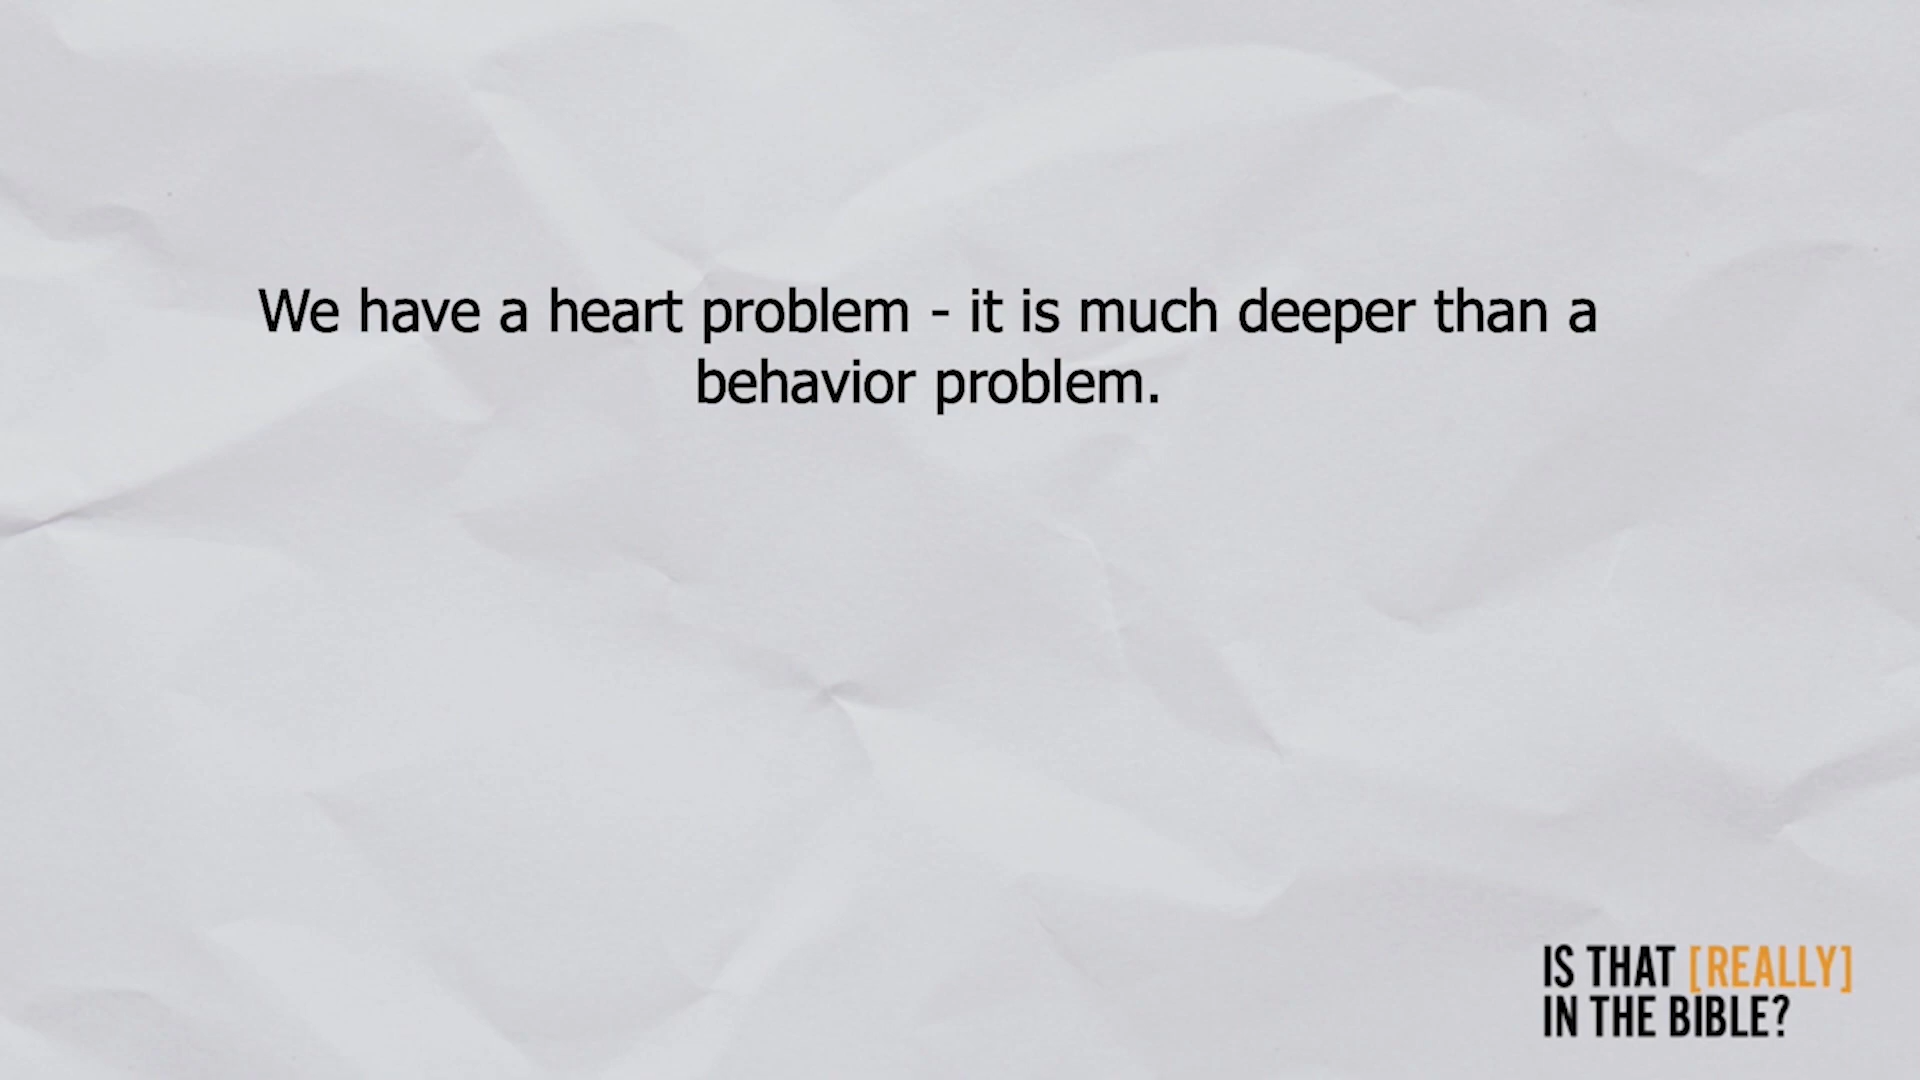 We have a heart problem - it is much deeper than a
behavior problem.
IS THAT [REALLY]
IN THE BIBLE?